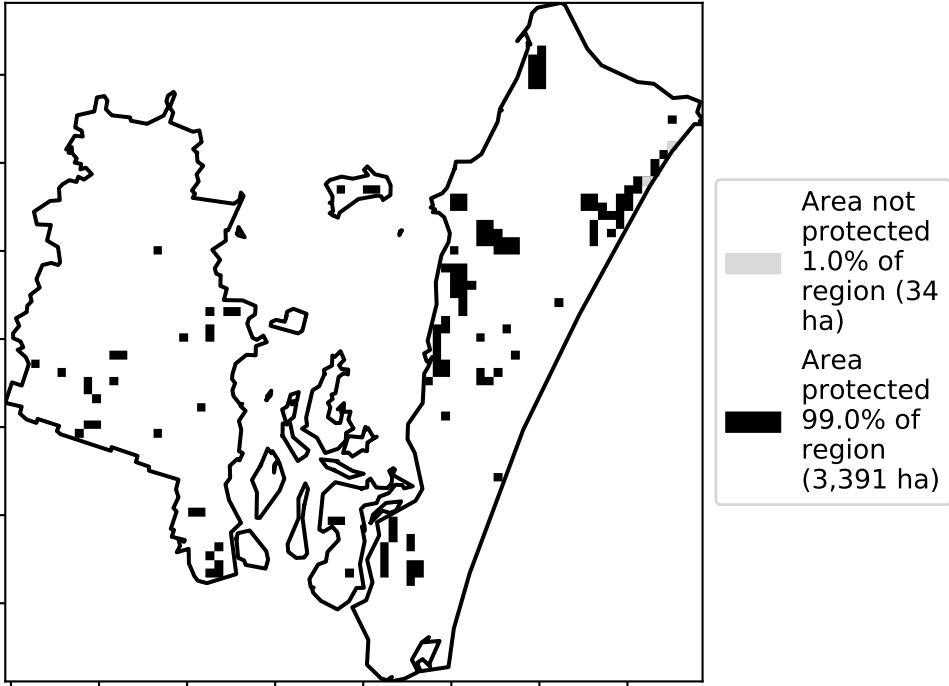 Area not
protected
1.0% of
region (34
ha)
Area
protected
99.0% of
region
(3,391 ha)